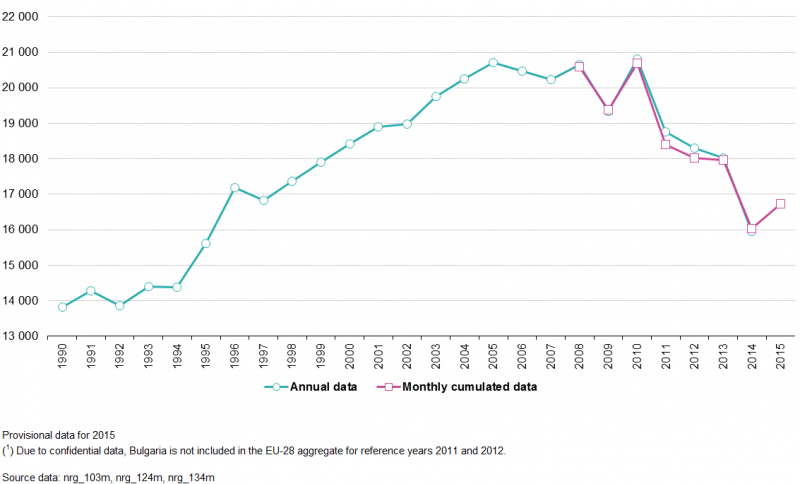 22 000
21 000
20 000
19 000
18 000
17 000
16 000
15 000
14 000
13 000
1990 1991 1992 1993 1994 1995 1996 1997 1998 1999 2000 2001 2002 2003 2004 2005 2006 2007 2008 2009 2010 2011 2012 2013 2014 2015
Annual data Monthly cumulated data
Provisional data for 2015
(1) Due to confidential data, Bulgaria is not included in the EU-28 aggregate for reference years 2011 and 2012.
Source data: nrg_103m, nrg_124m, nrg_134m